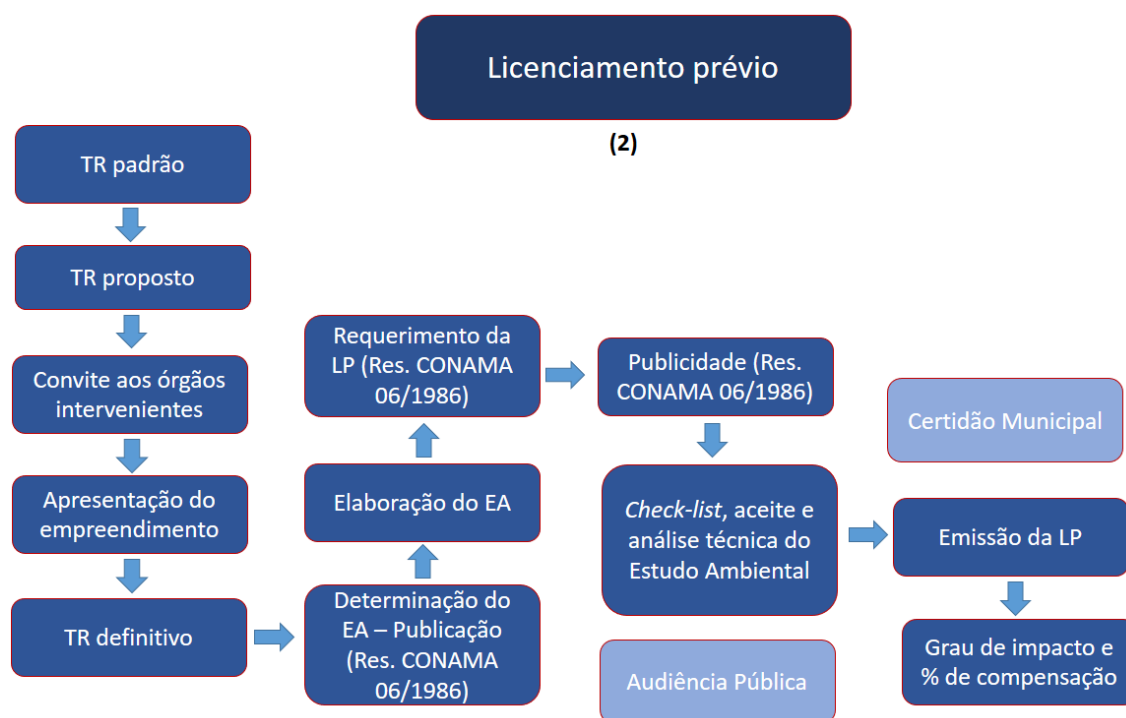 Licenciamento prévio
(2)
TR padrão
TR proposto
Convite aos órgãos
intervenientes
Apresentação do
empreendimento
TR definitivo
Determinação do
EA – Publicação
(Res. CONAMA
06/1986)
Elaboração do EA
Requerimento da
LP (Res. CONAMA
06/1986)
Publicidade (Res.
CONAMA 06/1986)
Check-list, aceite e
análise técnica do
Estudo Ambiental
Audiência Pública
Certidão Municipal
Emissão da LP
Grau de impacto e
% de compensação